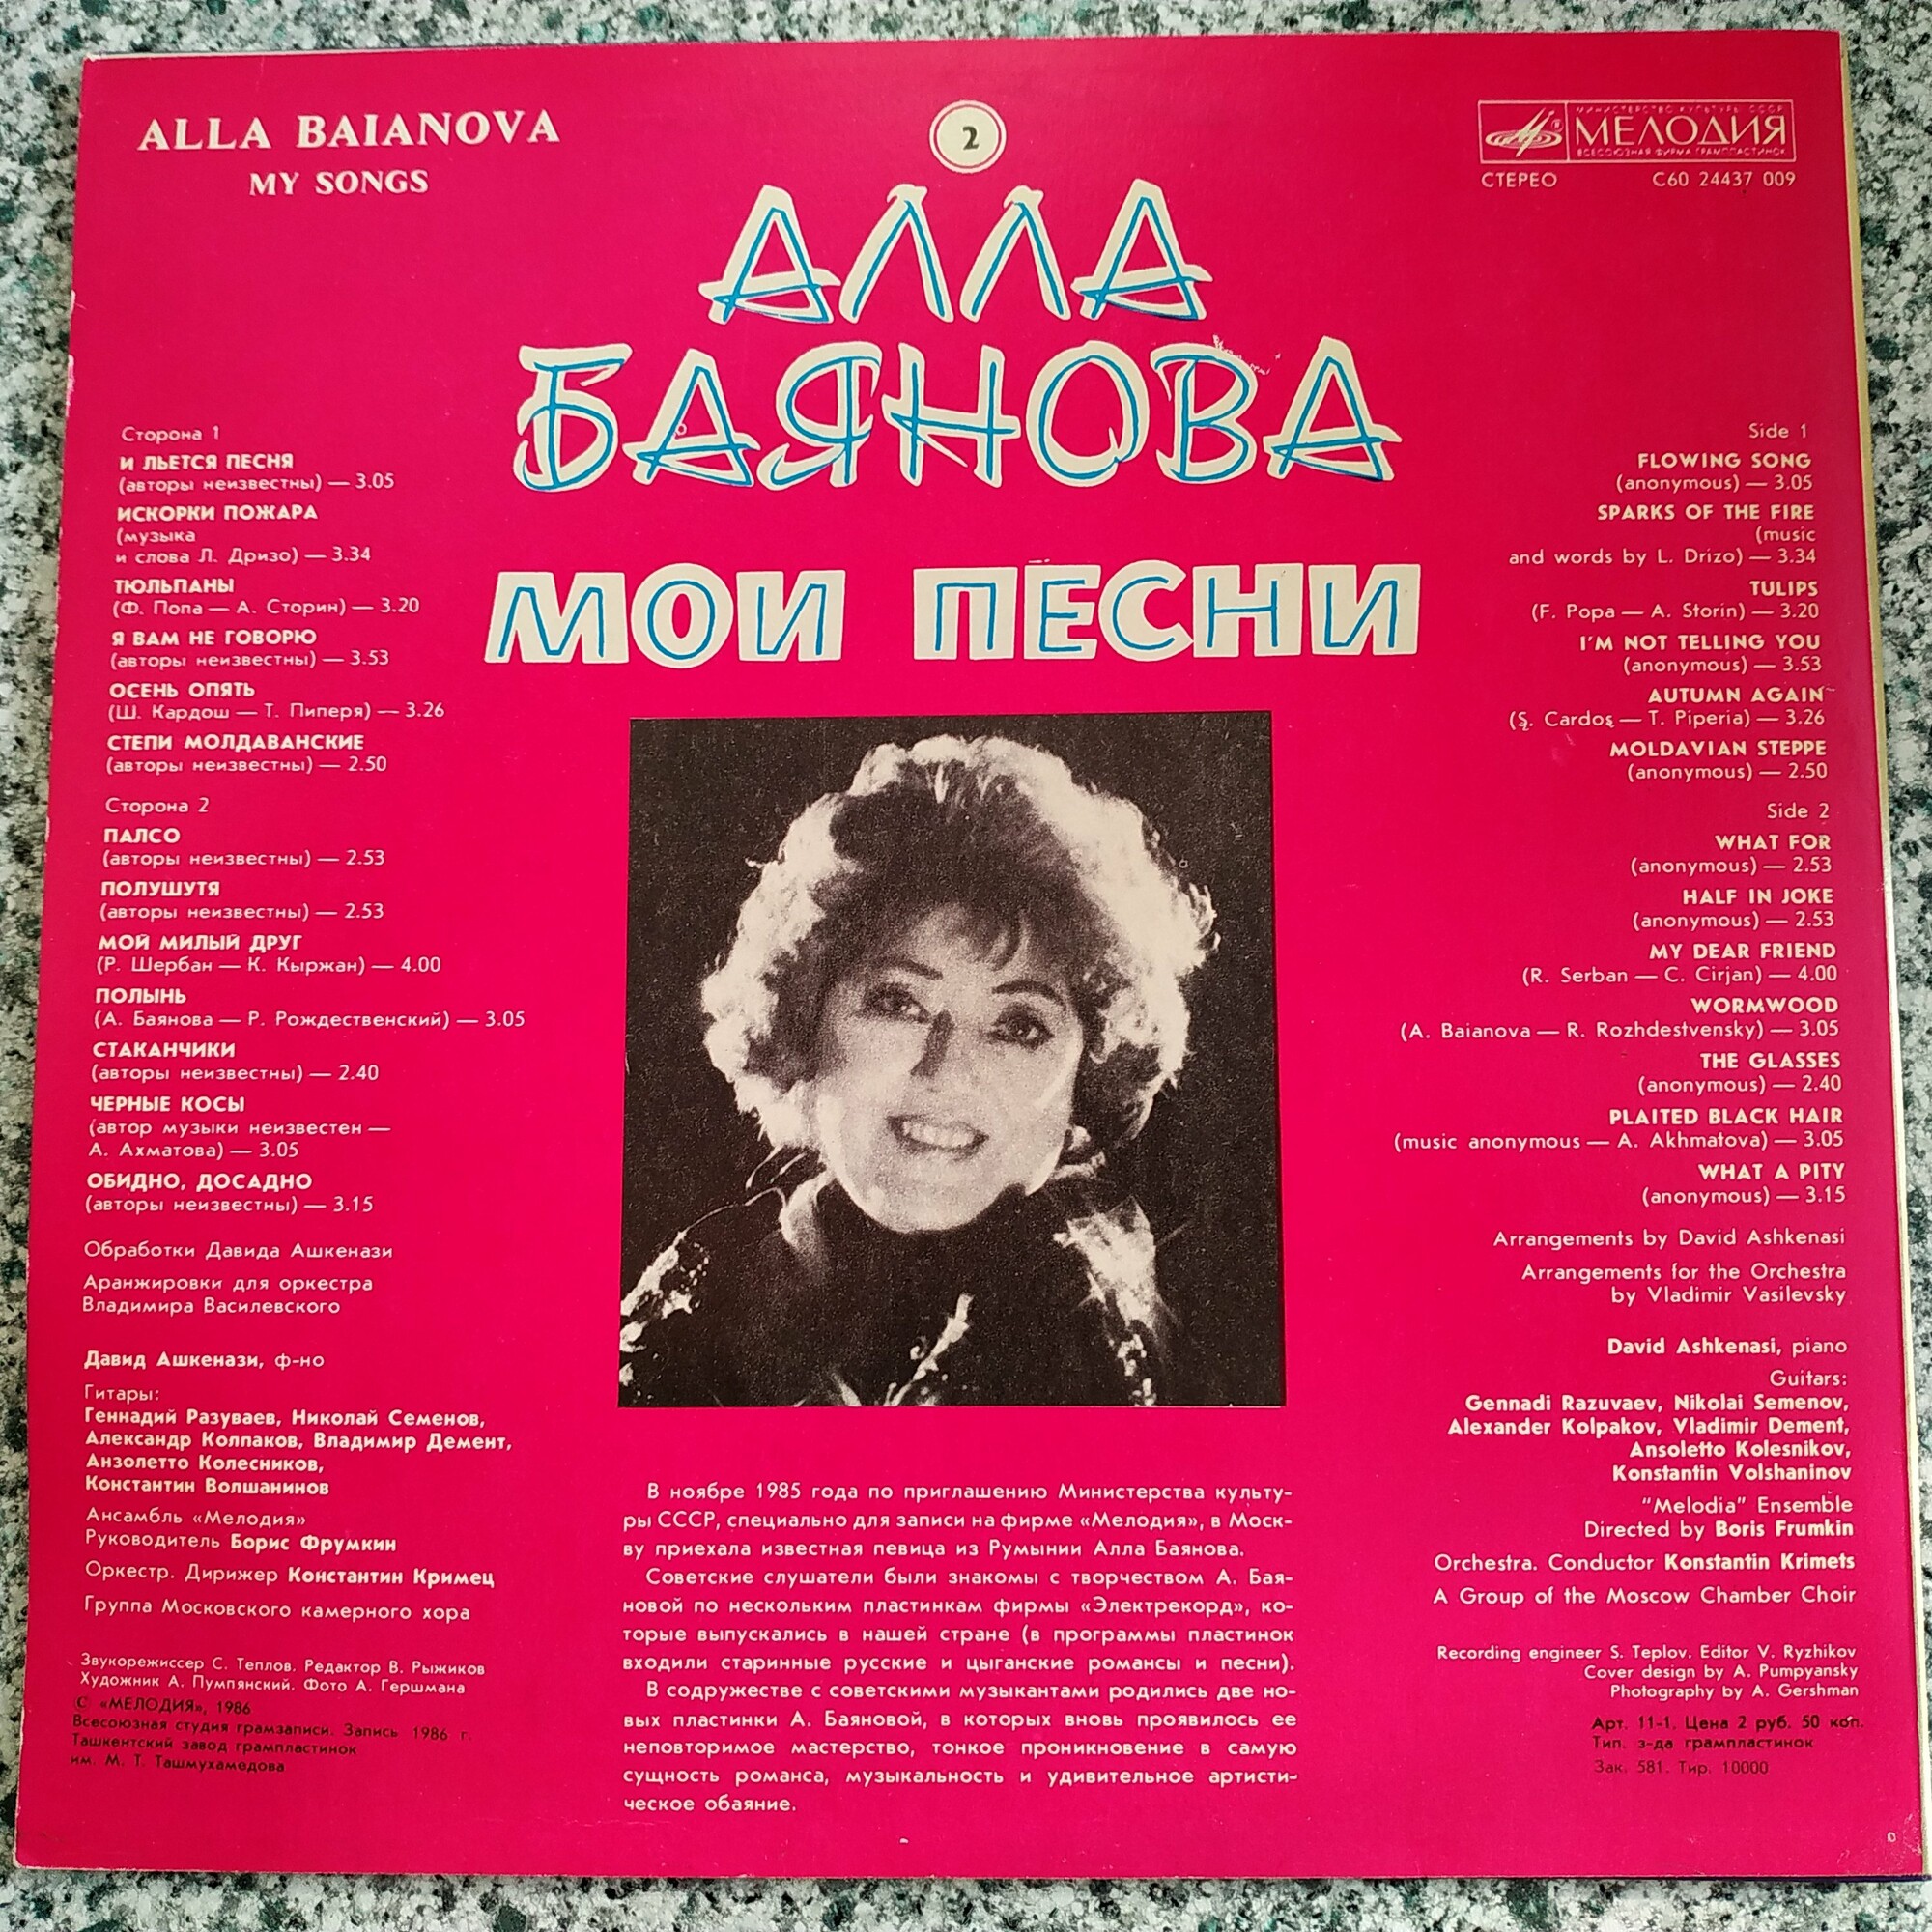 ALLA BAIANOVA
MY SONGS
2
МИНИСТЕРСТВО КУЛЬТУРЫ СССР
МЕЛОДИЯ
ВСЕСОЮЗНАЯ ФИРМА ГРАМПЛАСТИНОК
СТЕРЕО С60 24437 009
АЛЛА
БАЯНОВА
МОИ ПЕСНИ
Сторона 1
И ЛЬЕТСЯ ПЕСНЯ
(авторы неизвестны) — 3.05
ИСКОРКИ ПОЖАРА
(музыка
и слова Л. Дризо) — 3.34
ТЮЛЬПАНЫ
(Ф. Попа — А. Сторин) — 3.20
Я ВАМ НЕ ГОВОРЮ
(авторы неизвестны) — 3.53
ОСЕНЬ ОПЯТЬ
(Ш. Кардош — Т. Пиперя) — 3.26
СТЕПИ МОЛДАВАНСКИЕ
(авторы неизвестны) — 2.50
Сторона 2
ПАЛСО
(авторы неизвестны) — 2.53
ПОЛУШУТЯ
(авторы неизвестны) — 2.53
МОЙ МИЛЫЙ ДРУГ
(Р. Шербан — К. Кыржан) — 4.00
ПОЛЫНЬ
(А. Баянова — Р. Рождественский) — 3.05
СТАКАНЧИКИ
(авторы неизвестны) — 2.40
ЧЕРНЫЕ КОСЫ
(автор музыки неизвестен —
А. Ахматова) — 3.05
ОБИДНО, ДОСАДНО
(авторы неизвестны) — 3.15
Обработки Давида Ашкенази
Аранжировки для оркестра
Владимира Василевского
Давид Ашкенази, ф-но
Гитары:
Геннадий Разуваев, Николай Семенов,
Александр Колпаков, Владимир Демент,
Анзолетто Колесников,
Константин Волшанинов
Ансамбль «Мелодия»
Руководитель Борис Фрумкин
Оркестр. Дирижер Константин Кримец
Группа Московского камерного хора
Звукорежиссер С. Теплов. Редактор В. Рыжиков
Художник А. Пумпянский. Фото А. Гершмана
© «МЕЛОДИЯ», 1986
Всесоюзная студия грамзаписи. Запись 1986 г.
Ташкентский завод грампластинок
им. М. Т. Ташмухамедова
В ноябре 1985 года по приглашению Министерства культу-
ры СССР, специально для записи на фирме «Мелодия», в Моск-
ву приехала известная певица из Румынии Алла Баянова.
Советские слушатели были знакомы с творчеством А. Бая-
новой по нескольким пластинкам фирмы «Электрекорд», ко-
торые выпускались в нашей стране (в программы пластинок
входили старинные русские и цыганские романсы и песни).
В содружестве с советскими музыкантами родились две но-
вых пластинки А. Баяновой, в которых вновь проявилось ее
неповторимое мастерство, тонкое проникновение в самую
сущность романса, музыкальность и удивительное артисти-
ческое обаяние.
Side 1
FLOWING SONG
(anonymous) — 3.05
SPARKS OF THE FIRE
(music
and words by L. Drizo) — 3.34
TULIPS
(F. Popa — A. Storin) — 3.20
I'M NOT TELLING YOU
(anonymous) — 3.53
AUTUMN AGAIN
(Ş. Cardoş — T. Piperia) — 3.26
MOLDAVIAN STEPPE
(anonymous) — 2.50
Side 2
WHAT FOR
(anonymous) — 2.53
HALF IN JOKE
(anonymous) — 2.53
MY DEAR FRIEND
(R. Serban — C. Cirjan) — 4.00
WORMWOOD
(A. Baianova — R. Rozhdestvensky) — 3.05
THE GLASSES
(anonymous) — 2.40
PLAITED BLACK HAIR
(music anonymous — A. Akhmatova) — 3.05
WHAT A PITY
(anonymous) — 3.15
Arrangements by David Ashkenasi
Arrangements for the Orchestra
by Vladimir Vasilevsky
David Ashkenasi, piano
Guitars:
Gennadi Razuvaev, Nikolai Semenov,
Alexander Kolpakov, Vladimir Dement,
Ansoletto Kolesnikov,
Konstantin Volshaninov
"Melodia" Ensemble
Directed by Boris Frumkin
Orchestra. Conductor Konstantin Krimets
A Group of the Moscow Chamber Choir
Recording engineer S. Teplov. Editor V. Ryzhikov
Cover design by A. Pumpyansky
Photography by A. Gershman
Арт. 11-1. Цена 2 руб. 50 коп.
Тип. з-да грампластинок
Зак. 581. Тир. 10000